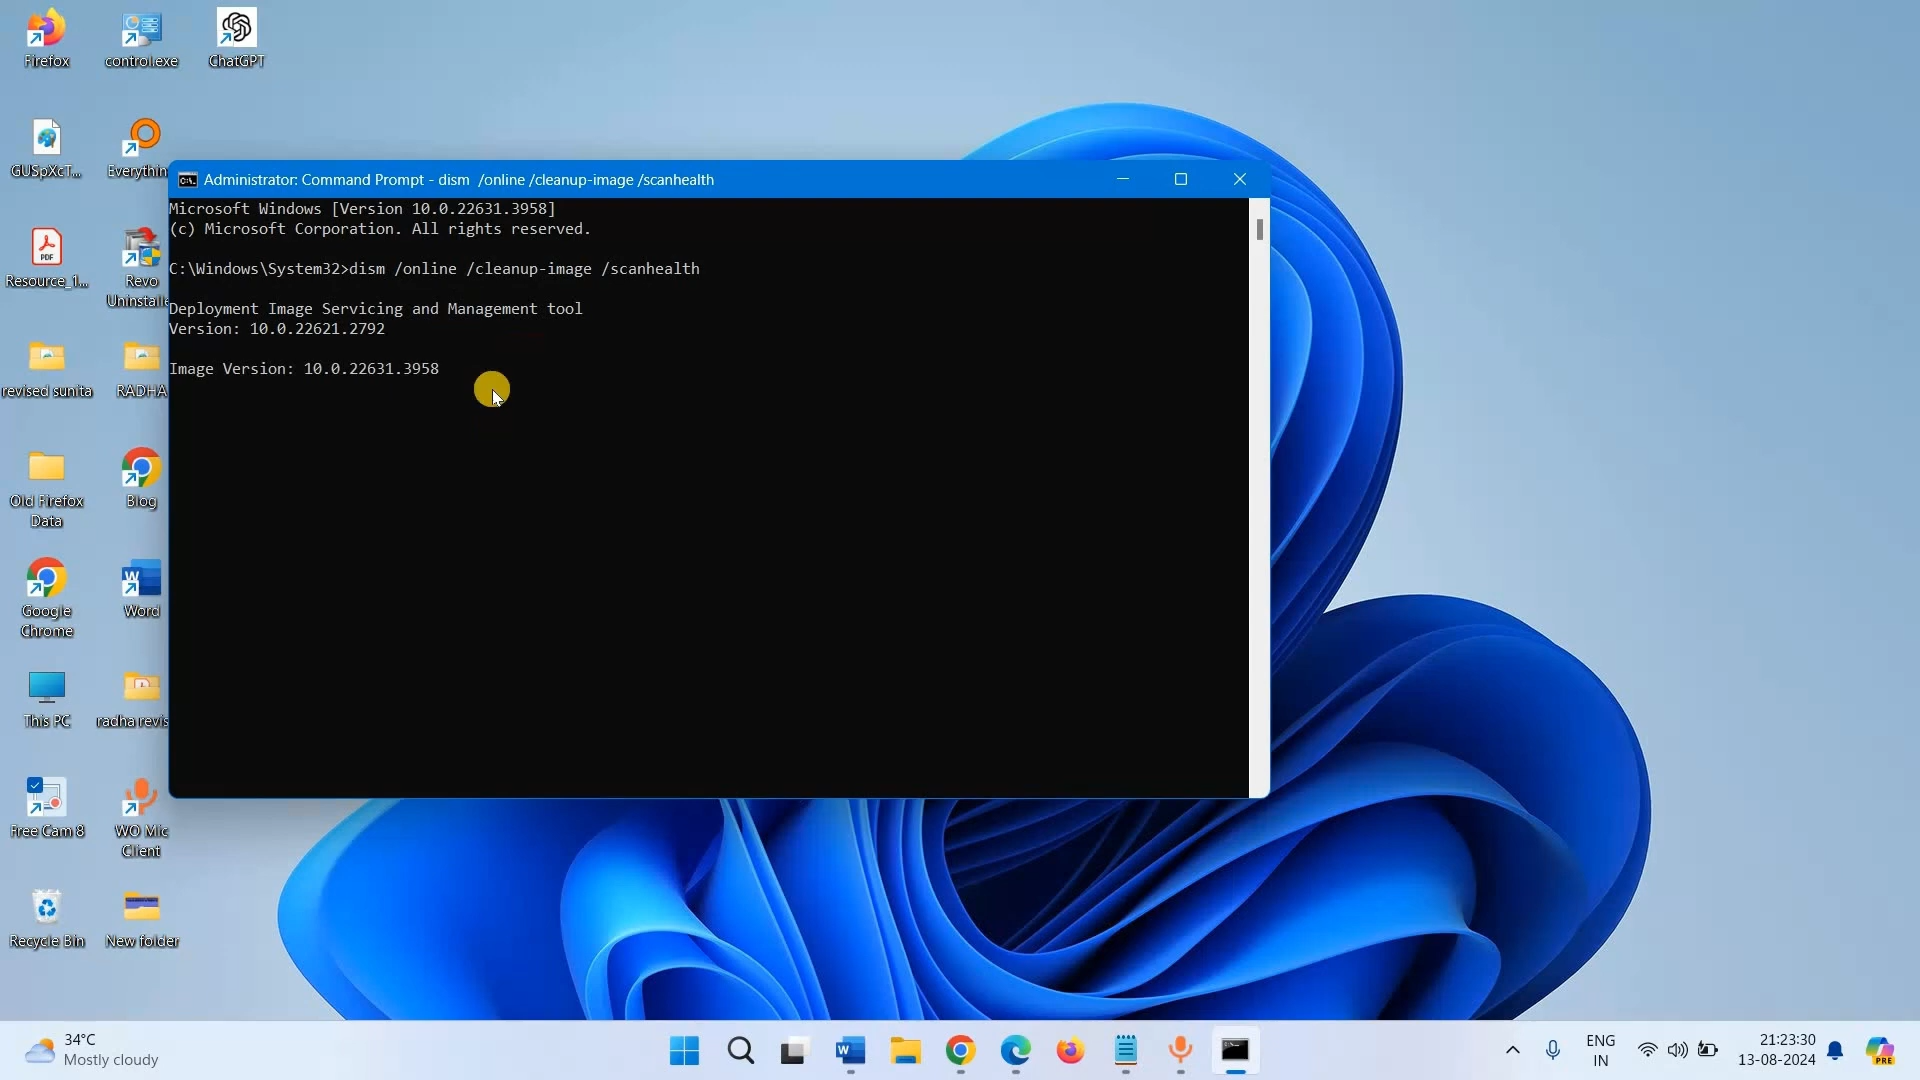 Firefox
control.exe
ChatGPT
GUSpXcT...
Everythin
PDF
Resource_1...
Revo
Uninstalle
revised sunita
RADHA
Old Firefox
Data
Blog
Google
Chrome
Word
This PC
radha revis
Free Cam 8
WO Mic
Client
Recycle Bin
New folder
Administrator: Command Prompt - dism  /online /cleanup-image /scanhealth
Microsoft Windows [Version 10.0.22631.3958]
(c) Microsoft Corporation. All rights reserved.
C:\Windows\System32>dism /online /cleanup-image /scanhealth
Deployment Image Servicing and Management tool
Version: 10.0.22621.2792
Image Version: 10.0.22631.3958
34°C
Mostly cloudy
ENG
IN
21:23:30
13-08-2024
PRE